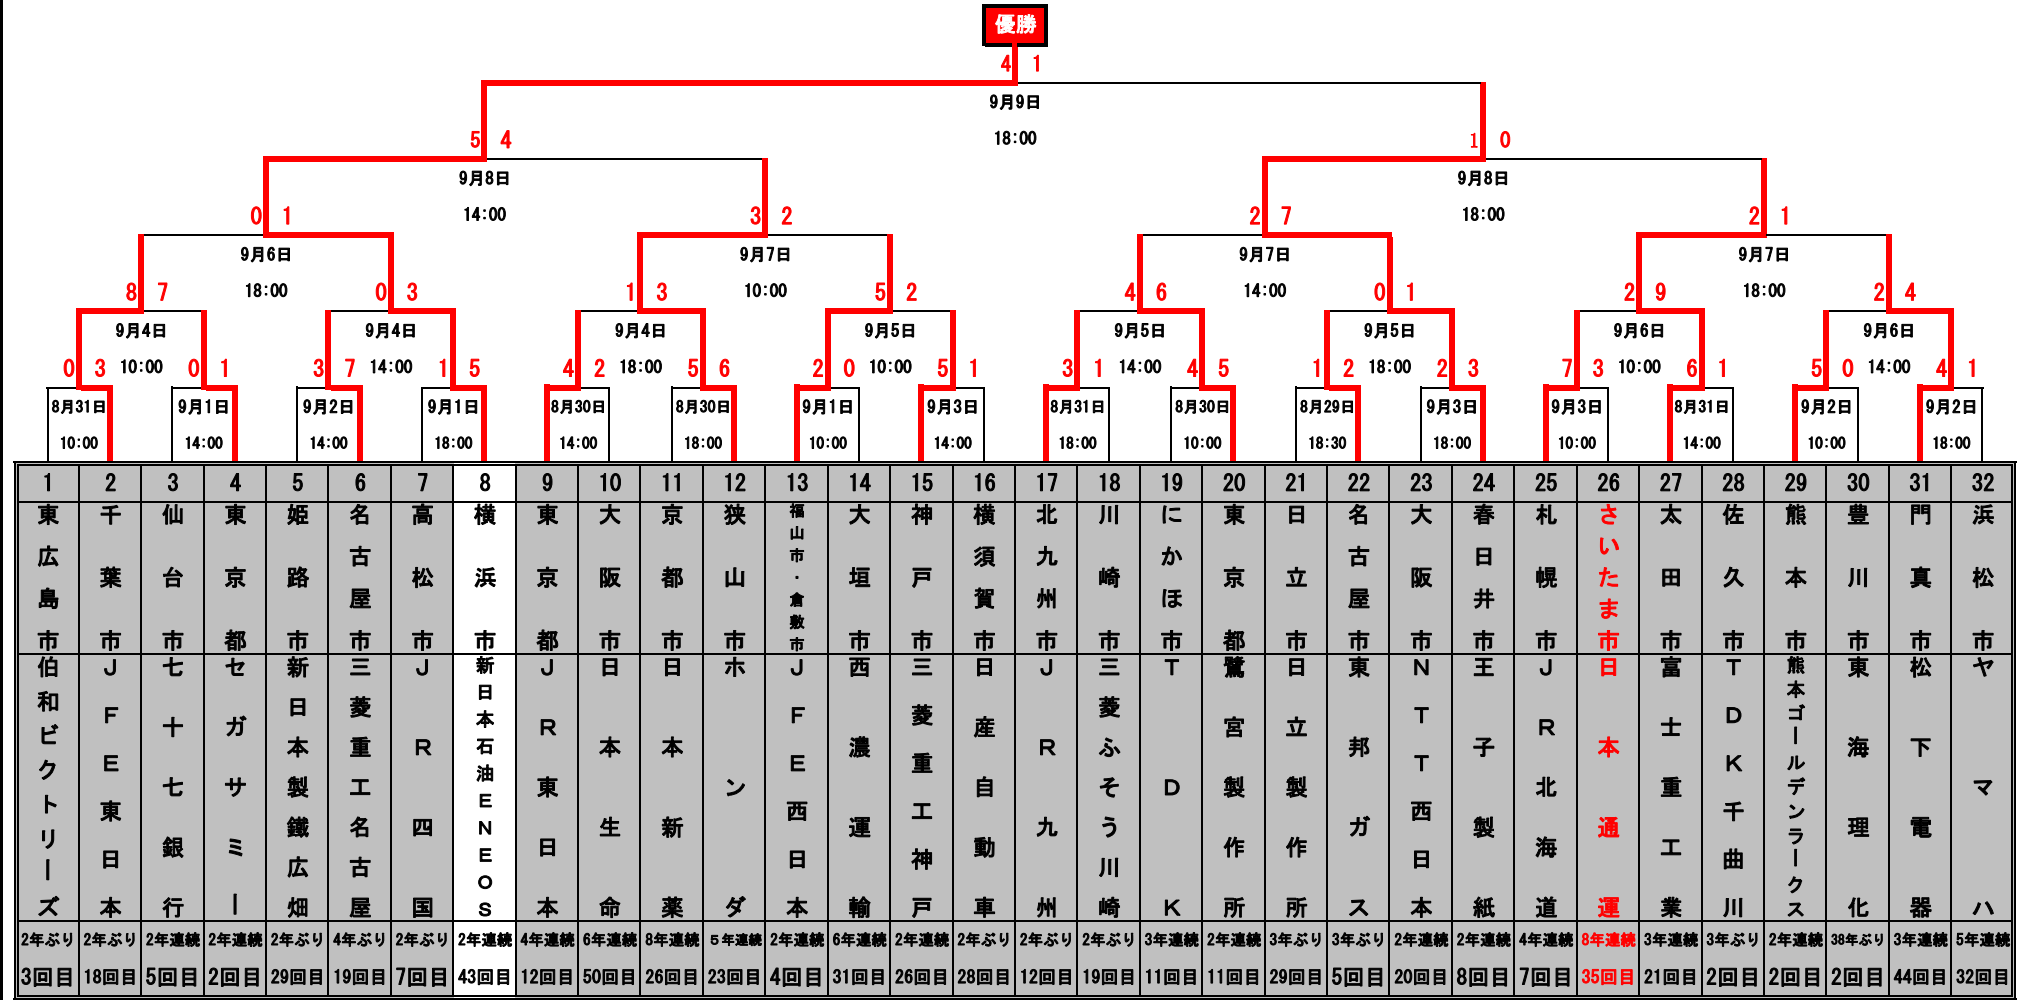 優勝
4 1
9月9日
18:00
5 4 1 0
9月8日 9月8日
14:00 18:00
0 1 3 2 2 7 2 1
9月6日 9月7日 9月7日 9月7日
18:00 10:00 14:00 18:00
8 7 0 3 1 3 5 2 4 6 0 1 2 9 2 4
9月4日 9月4日 9月4日 9月5日 9月5日 9月5日 9月6日 9月6日
10:00 14:00 18:00 10:00 14:00 18:00 10:00 14:00
0 3 0 1 3 7 1 5 4 2 5 6 2 0 5 1 3 1 4 5 1 2 2 3 7 3 6 1 5 0 4 1
8月31日 9月1日 9月2日 9月1日 8月30日 8月30日 9月1日 9月3日 8月31日 8月30日 8月29日 9月3日 9月3日 8月31日 9月2日 9月2日
10:00 14:00 14:00 18:00 14:00 18:00 10:00 14:00 18:00 10:00 18:30 18:00 10:00 14:00 10:00 18:00
1 2 3 4 5 6 7 8 9 10 11 12 13 14 15 16 17 18 19 20 21 22 23 24 25 26 27 28 29 30 31 32
東広島市 千葉市 仙台市 東京都 姫路市 名古屋市 高松市 横浜市 東京都 大阪市 京都市 狭山市 福山市・倉敷市 大垣市 神戸市 横須賀市 北九州市 川崎市 にかほ市 東京都 日立市 名古屋市 大阪市 春日井市 札幌市 さいたま市 太田市 佐久市 熊本市 豊川市 門真市 浜松市
伯和ビクトリーズ JFE東日本 七十七銀行 セガサミー 新日本製鐵広畑 三菱重工名古屋 JR四国 新日本石油ENEOS JR東日本 日本生命 日本新薬 ホンダ JFE西日本 西濃運輸 三菱重工神戸 日産自動車 JR九州 三菱ふそう川崎 TDK 鷺宮製作所 日立製作所 東邦ガス NTT西日本 王子製紙 JR北海道 日本通運 富士重工業 TDK千曲川 熊本ゴールデンラークス 東海理化 松下電器 ヤマハ
2年ぶり 2年ぶり 2年連続 2年連続 2年ぶり 4年ぶり 2年ぶり 2年連続 4年連続 6年連続 8年連続 5年連続 2年連続 6年連続 2年連続 2年ぶり 2年ぶり 2年ぶり 3年連続 2年連続 3年ぶり 3年ぶり 2年連続 2年連続 4年連続 8年連続 3年連続 3年ぶり 2年連続 38年ぶり 3年連続 5年連続
3回目 18回目 5回目 2回目 29回目 19回目 7回目 43回目 12回目 50回目 26回目 23回目 4回目 31回目 26回目 28回目 12回目 19回目 11回目 11回目 29回目 5回目 20回目 8回目 7回目 35回目 21回目 2回目 2回目 2回目 44回目 32回目